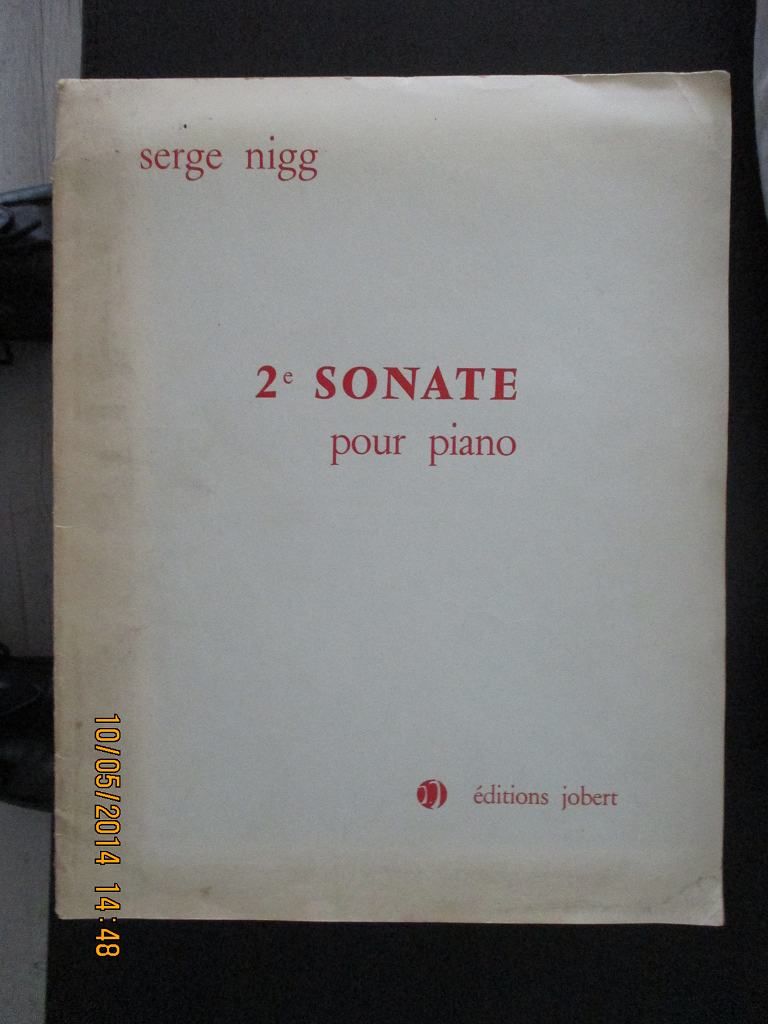 serge nigg
2e SONATE
pour piano
éditions jobert
10/05/2014 14:48